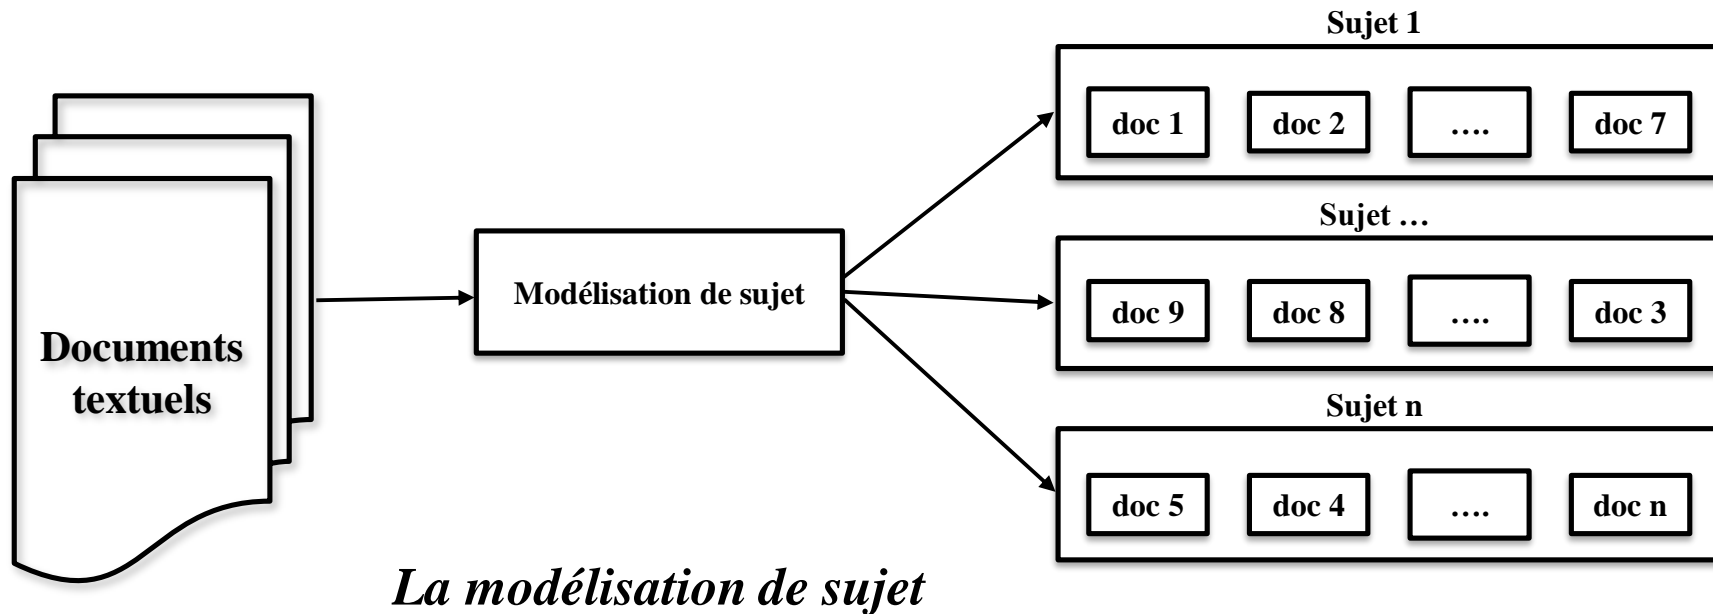 Sujet 1
doc 1 doc 2 …. doc 7
Documents
textuels
Modélisation de sujet
Sujet …
doc 9 doc 8 …. doc 3
Sujet n
doc 5 doc 4 …. doc n
La modélisation de sujet